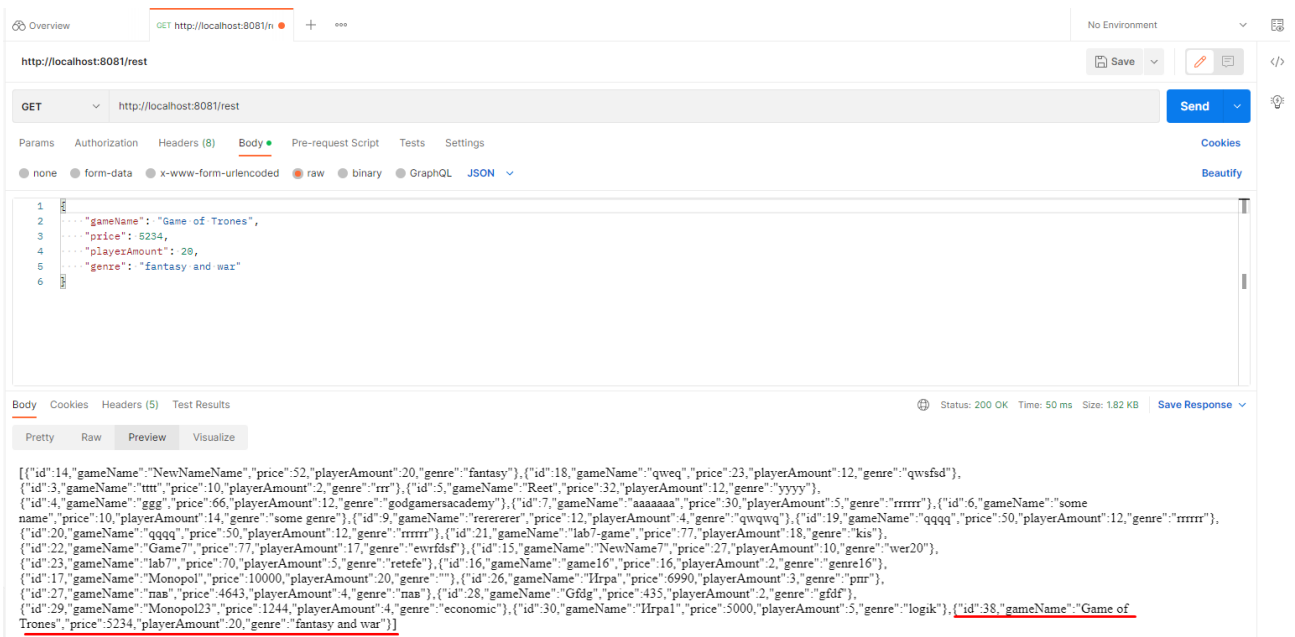 Overview
GET http://localhost:8081/re
No Environment
http://localhost:8081/rest
Save
GET
http://localhost:8081/rest
Send
Params Authorization Headers (8) Body Pre-request Script Tests Settings
Cookies
none form-data x-www-form-urlencoded raw binary GraphQL JSON
Beautify
1 {
2 "gameName": "Game of Trones",
3 "price": 5234,
4 "playerAmount": 20,
5 "genre": "fantasy and war"
6 }
Body Cookies Headers (5) Test Results
Status: 200 OK Time: 50 ms Size: 1.82 KB Save Response
Pretty Raw Preview Visualize
[{"id":14,"gameName":"NewNameName","price":52,"playerAmount":20,"genre":"fantasy"},{"id":18,"gameName":"qweq","price":23,"playerAmount":12,"genre":"qwsfsd"},
{"id":3,"gameName":"tttt","price":10,"playerAmount":2,"genre":"rrr"},{"id":5,"gameName":"Reet","price":32,"playerAmount":12,"genre":"yyyy"},
{"id":4,"gameName":"ggg","price":66,"playerAmount":12,"genre":"godgamersacademy"},{"id":7,"gameName":"aaaaaaa","price":30,"playerAmount":5,"genre":"rrrrrr"},{"id":6,"gameName":"some
name","price":10,"playerAmount":14,"genre":"some genre"},{"id":9,"gameName":"rerererer","price":12,"playerAmount":4,"genre":"qwqwq"},{"id":19,"gameName":"qqqq","price":50,"playerAmount":12,"genre":"rrrrrr"},
{"id":20,"gameName":"qqqq","price":50,"playerAmount":12,"genre":"rrrrrr"},{"id":21,"gameName":"lab7-game","price":77,"playerAmount":18,"genre":"kis"},
{"id":22,"gameName":"Game7","price":77,"playerAmount":17,"genre":"ewrfdsf"},{"id":15,"gameName":"NewName7","price":27,"playerAmount":10,"genre":"wer20"},
{"id":23,"gameName":"lab7","price":70,"playerAmount":5,"genre":"retefe"},{"id":16,"gameName":"game16","price":16,"playerAmount":2,"genre":"genre16"},
{"id":17,"gameName":"Monopol","price":10000,"playerAmount":20,"genre":""},{"id":26,"gameName":"Игра","price":6990,"playerAmount":3,"genre":"рпг"},
{"id":27,"gameName":"пав","price":4643,"playerAmount":4,"genre":"пав"},{"id":28,"gameName":"Gfdg","price":435,"playerAmount":2,"genre":"gfdf"},
{"id":29,"gameName":"Monopol23","price":1244,"playerAmount":4,"genre":"economic"},{"id":30,"gameName":"Игра1","price":5000,"playerAmount":5,"genre":"logik"},{"id":38,"gameName":"Game of
Trones","price":5234,"playerAmount":20,"genre":"fantasy and war"}]